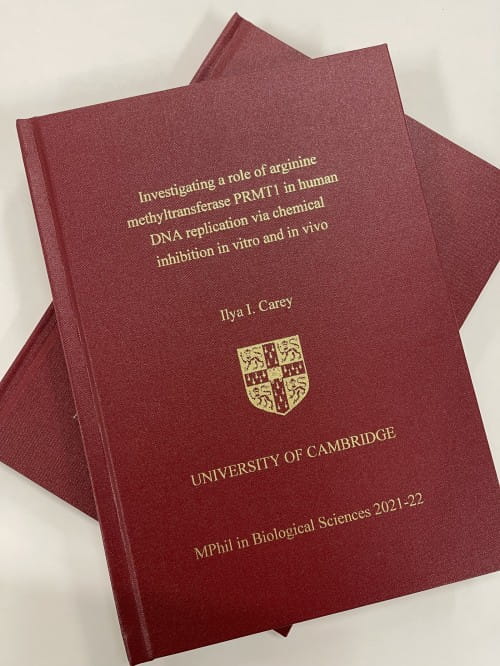 Investigating a role of arginine
methyltransferase PRMT1 in human
DNA replication via chemical
inhibition in vitro and in vivo
Ilya I. Carey
UNIVERSITY OF CAMBRIDGE
MPhil in Biological Sciences 2021-22